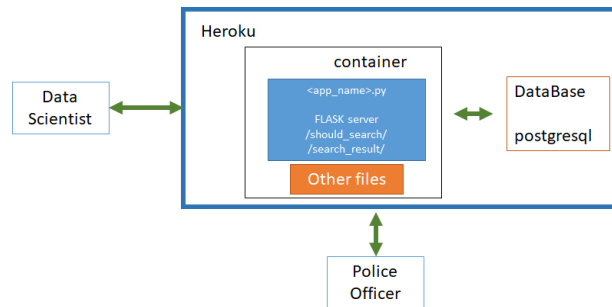 Heroku
container
<app_name>.py
FLASK server
/should_search/
/search_result/
Other files
Data
Scientist
DataBase
postgresql
Police
Officer